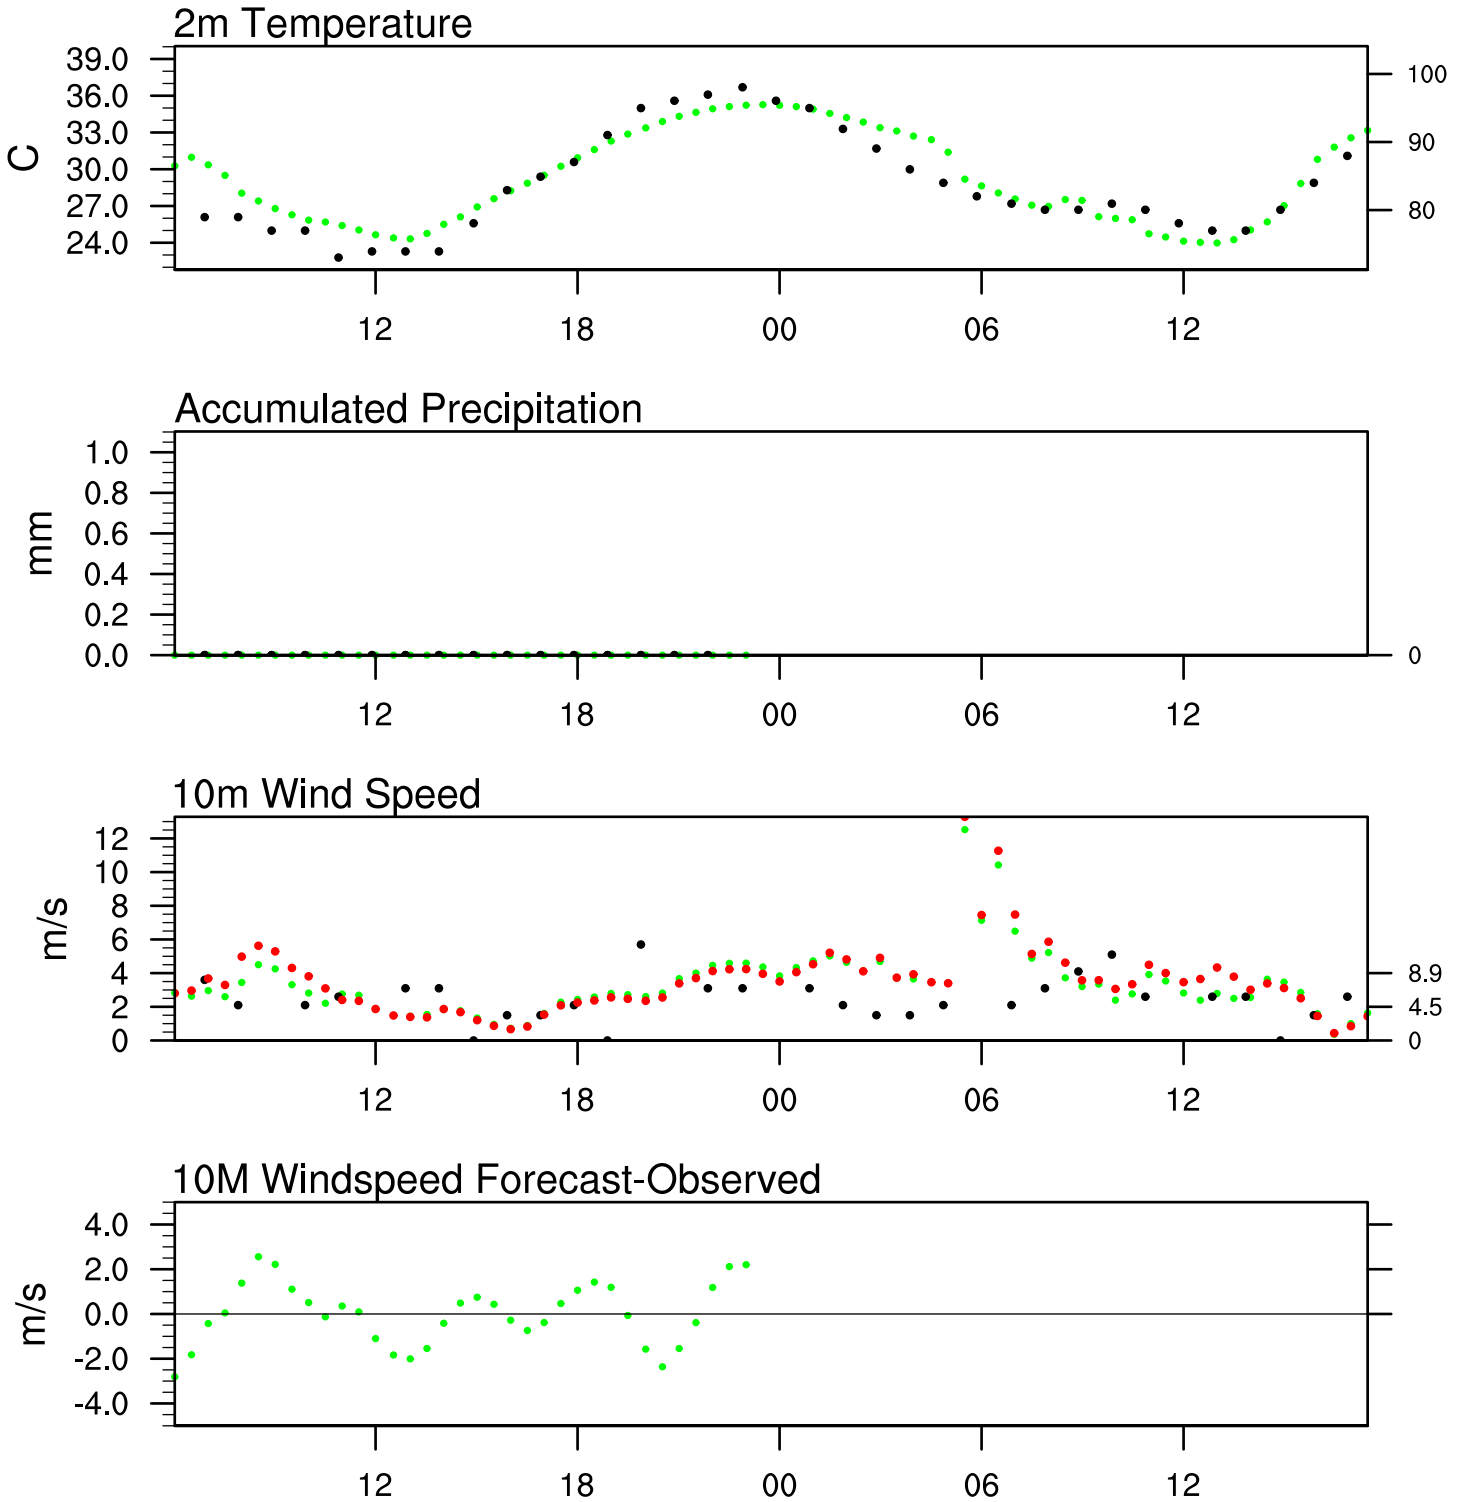 2m Temperature
39.0
36.0
33.0
30.0
27.0
24.0
C
100
90
80
12 18 00 06 12
Accumulated Precipitation
1.0
0.8
0.6
0.4
0.2
0.0
mm
0
12 18 00 06 12
10m Wind Speed
12
10
8
6
4
2
0
m/s
8.9
4.5
0
12 18 00 06 12
10M Windspeed Forecast-Observed
4.0
2.0
0.0
-2.0
-4.0
m/s
12 18 00 06 12